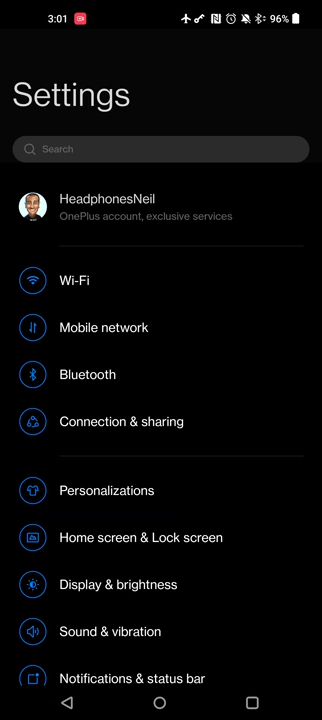 3:01
96%
Settings
Search
HeadphonesNeil
OnePlus account, exclusive services
Wi-Fi
Mobile network
Bluetooth
Connection & sharing
Personalizations
Home screen & Lock screen
Display & brightness
Sound & vibration
Notifications & status bar